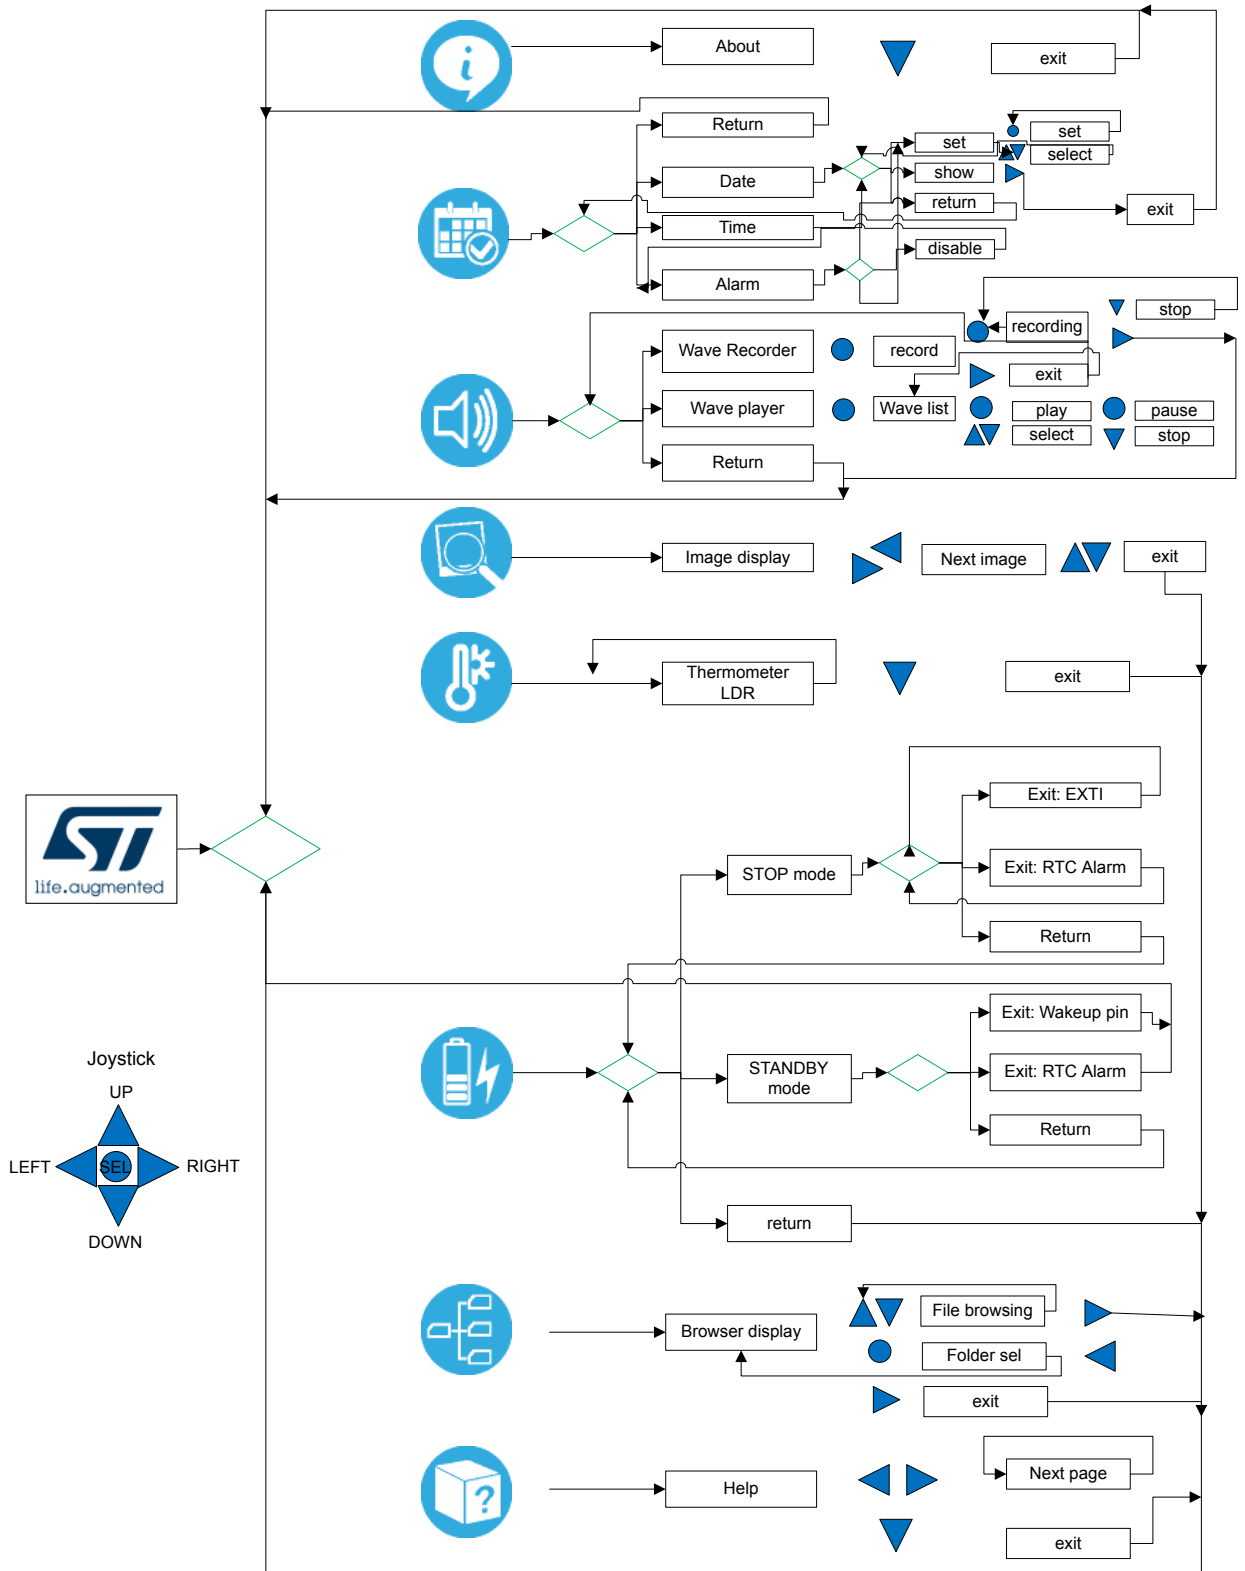 About
exit
Return
set
set
select
Date
show
return
exit
Time
disable
Alarm
stop
recording
Wave Recorder
record
exit
Wave player
Wave list
play
pause
select
stop
Return
Image display
Next image
exit
Thermometer
LDR
exit
Exit: EXTI
life.augmented
STOP mode
Exit: RTC Alarm
Return
Exit: Wakeup pin
Joystick
UP
STANDBY
mode
Exit: RTC Alarm
Return
LEFT
SEL
RIGHT
return
DOWN
File browsing
Browser display
Folder sel
exit
Next page
Help
?
exit